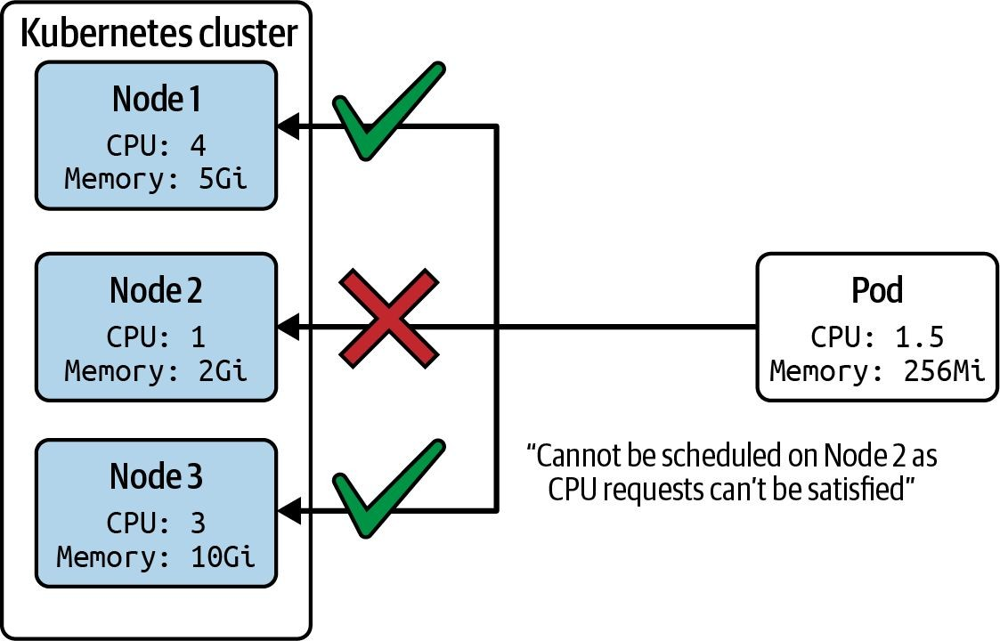 Kubernetes cluster
Node 1
CPU: 4
Memory: 5Gi
Node 2
CPU: 1
Memory: 2Gi
Node 3
CPU: 3
Memory: 10Gi
Pod
CPU: 1.5
Memory: 256Mi
“Cannot be scheduled on Node 2 as
CPU requests can’t be satisfied”